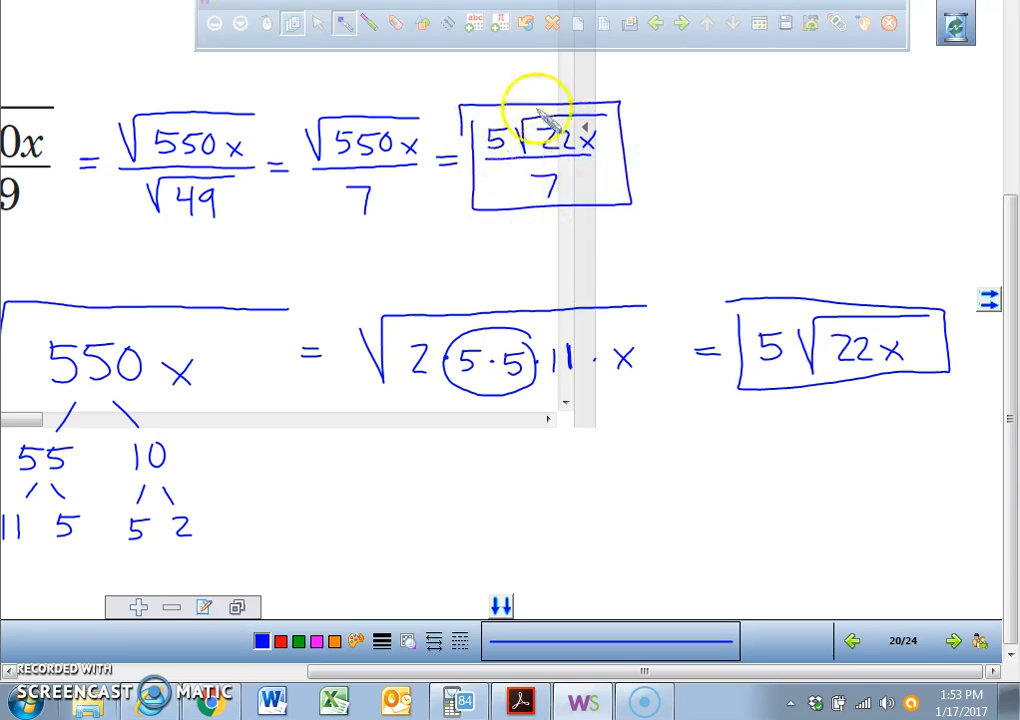 0x
9
= √550x / √49 = √550x / 7 = 5√22x / 7
550x = √2·5·5·11·x = 5√22x
55 10
11 5 5 2
20/24
RECORDED WITH
SCREENCAST MATIC
1:53 PM
1/17/2017